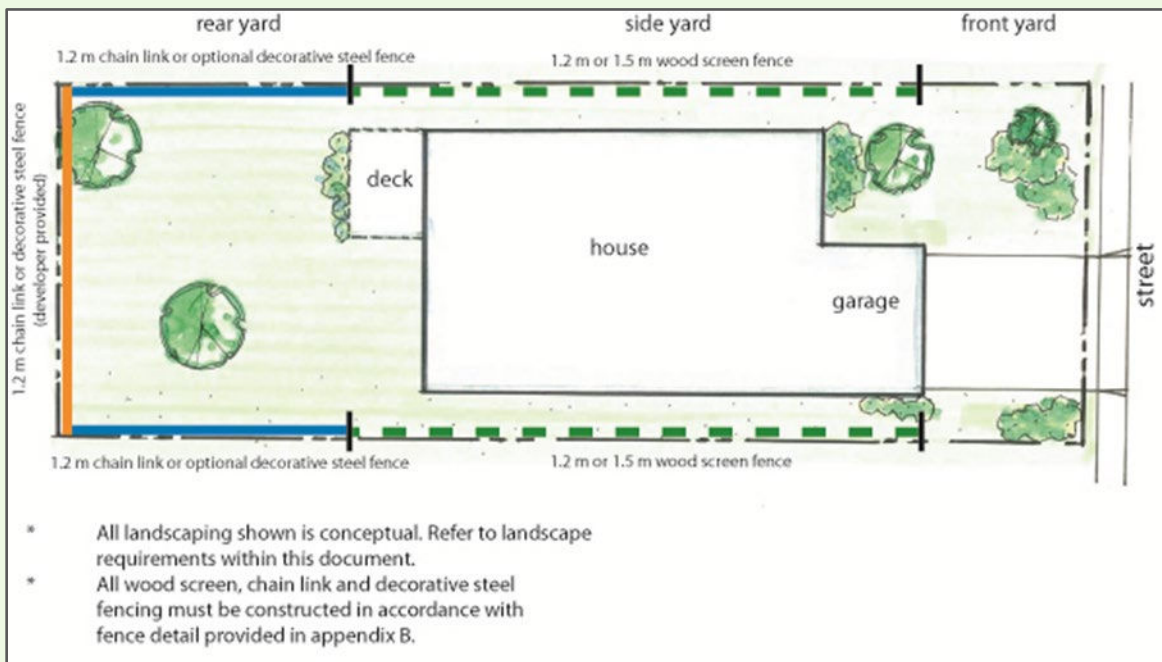 rear yard
side yard
front yard
1.2 m chain link or optional decorative steel fence
1.2 m or 1.5 m wood screen fence
1.2 m chain link or decorative steel fence
(developer provided)
deck
house
garage
street
1.2 m chain link or optional decorative steel fence
1.2 m or 1.5 m wood screen fence
* All landscaping shown is conceptual. Refer to landscape
requirements within this document.
* All wood screen, chain link and decorative steel
fencing must be constructed in accordance with
fence detail provided in appendix B.